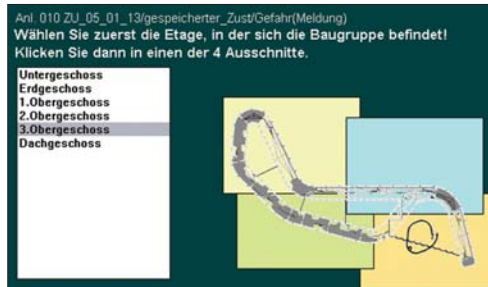 Anl. 010 ZU_05_01_13/gespeicherter_Zust/Gefahr(Meldung)
Wählen Sie zuerst die Etage, in der sich die Baugruppe befindet!
Klicken Sie dann in einen der 4 Ausschnitte.
Untergeschoss
Erdgeschoss
1.Obergeschoss
2.Obergeschoss
3.Obergeschoss
Dachgeschoss